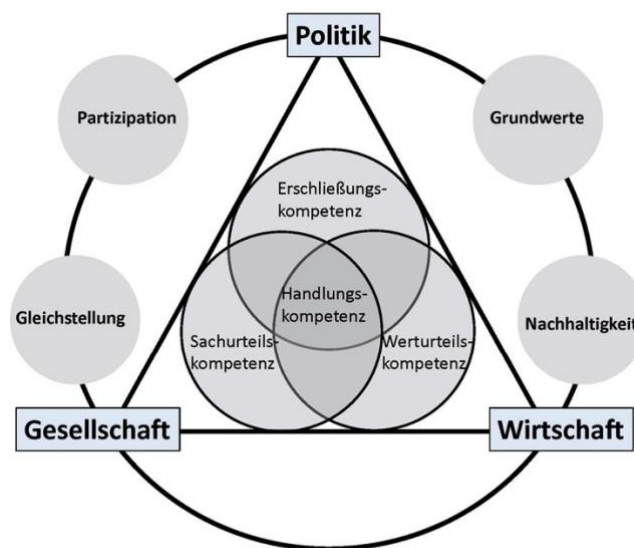 Politik
Partizipation
Grundwerte
Erschließungs-
kompetenz
Handlungs-
kompetenz
Gleichstellung
Nachhaltigkeit
Sachurteils-
kompetenz
Werturteils-
kompetenz
Gesellschaft
Wirtschaft